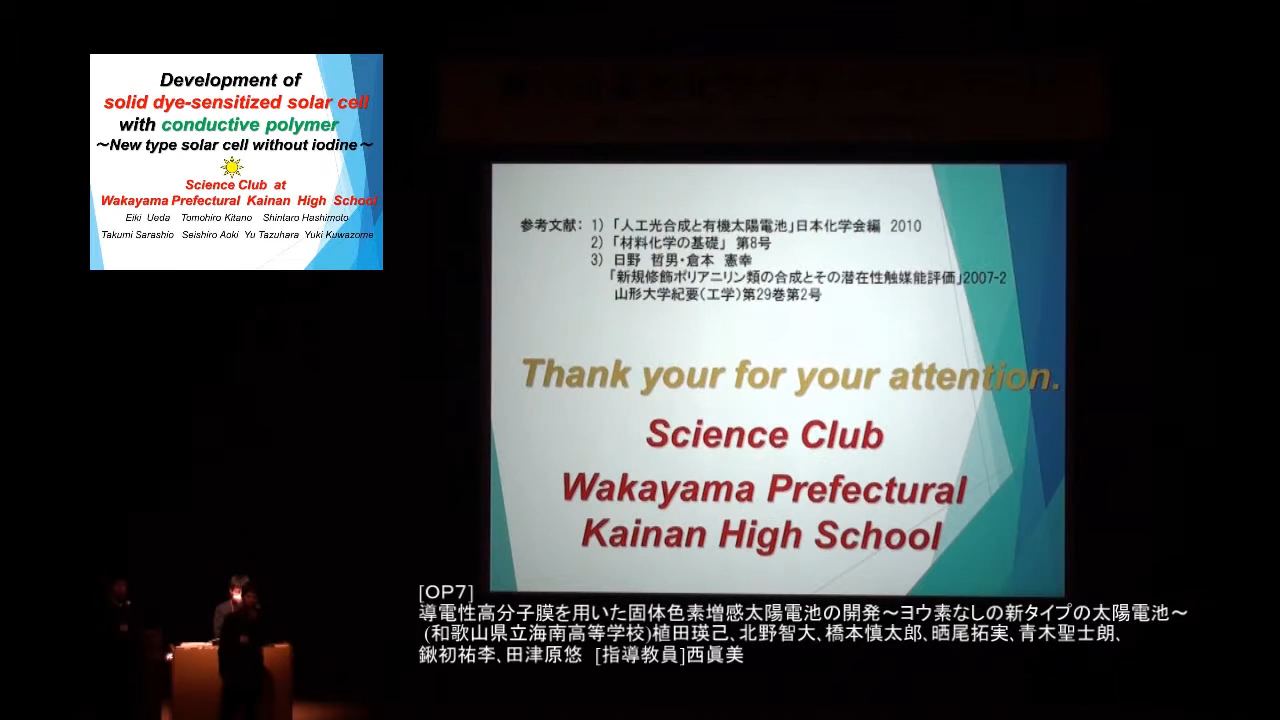 Development of
solid dye-sensitized solar cell
with conductive polymer
～New type solar cell without iodine～
Science Club at
Wakayama Prefectural Kainan High School
Eiki Ueda Tomohiro Kitano Shintaro Hashimoto
Takumi Sarashio Seishiro Aoki Yu Tazuhara Yuki Kuwazome
参考文献： 1) 「人工光合成と有機太陽電池」日本化学会編 2010
2) 「材料化学の基礎」 第8号
3) 日野 哲男・倉本 憲幸
「新規修飾ポリアニリン類の合成とその潜在性触媒能評価」2007-2
山形大学紀要（工学）第29巻第2号
Thank your for your attention.
Science Club
Wakayama Prefectural
Kainan High School
[OP7]
導電性高分子膜を用いた固体色素増感太陽電池の開発～ヨウ素なしの新タイプの太陽電池～
(和歌山県立海南高等学校)植田瑛己、北野智大、橋本慎太郎、晒尾拓実、青木聖士朗、
鍬初祐李、田津原悠 [指導教員]西眞美